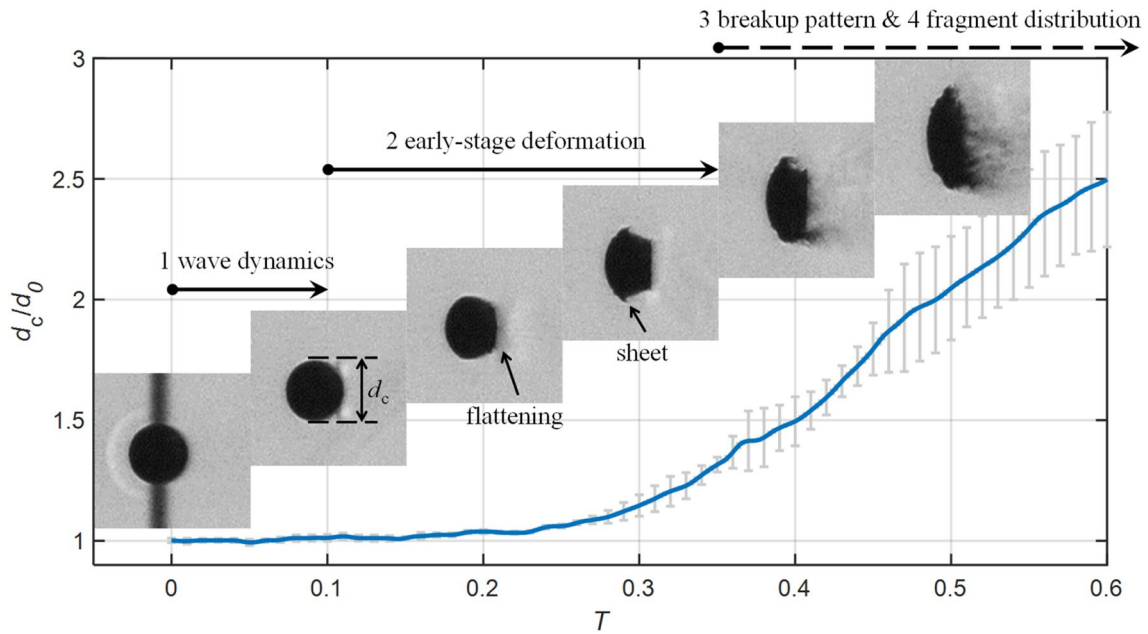 3 breakup pattern & 4 fragment distribution
3
2 early-stage deformation
2.5
1 wave dynamics
2
sheet
d_c
flattening
1.5
1
d_c/d_0
0 0.1 0.2 0.3 0.4 0.5 0.6
T